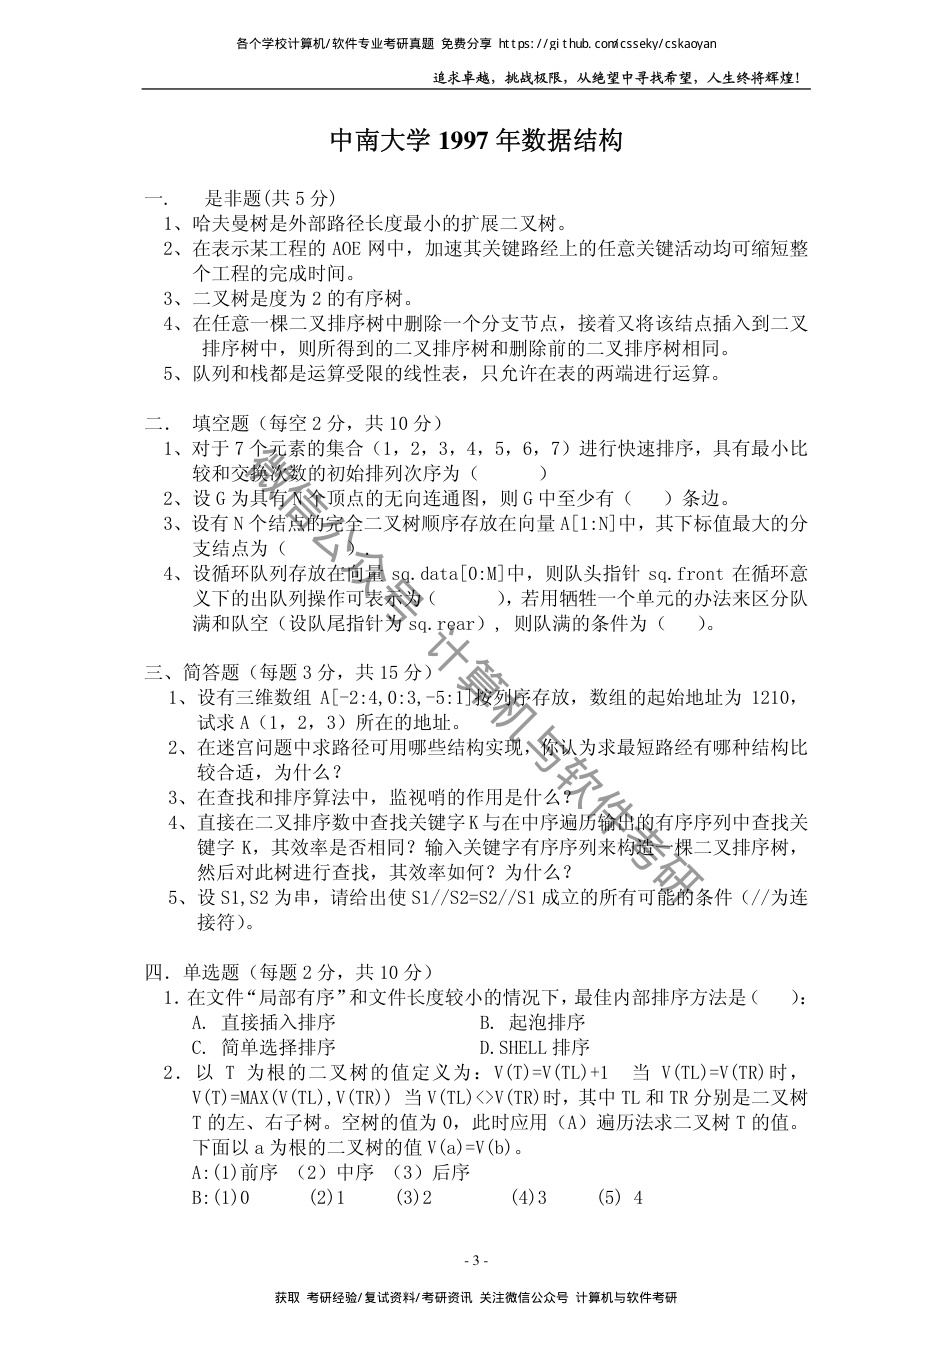 各个学校计算机/软件专业考研真题 免费分享 https://github.com/csseky/cskaoyan
追求卓越，挑战极限，从绝望中寻找希望，人生终将辉煌！
中南大学 1997 年数据结构
一. 是非题(共 5 分)
1、哈夫曼树是外部路径长度最小的扩展二叉树。
2、在表示某工程的 AOE 网中，加速其关键路经上的任意关键活动均可缩短整
个工程的完成时间。
3、二叉树是度为 2 的有序树。
4、在任意一棵二叉排序树中删除一个分支节点，接着又将该结点插入到二叉
排序树中，则所得到的二叉排序树和删除前的二叉排序树相同。
5、队列和栈都是运算受限的线性表，只允许在表的两端进行运算。
二. 填空题（每空 2 分，共 10 分）
1、对于 7 个元素的集合（1，2，3，4，5，6，7）进行快速排序，具有最小比
较和交换次数的初始排列次序为（ ）
2、设 G 为具有 N 个顶点的无向连通图，则 G 中至少有（ ）条边。
3、设有 N 个结点的完全二叉树顺序存放在向量 A[1:N]中，其下标值最大的分
支结点为（ ）.
4、设循环队列存放在向量 sq.data[0:M]中，则队头指针 sq.front 在循环意
义下的出队列操作可表示为（ ），若用牺牲一个单元的办法来区分队
满和队空（设队尾指针为 sq.rear）, 则队满的条件为（ ）。
三、简答题（每题 3 分，共 15 分）
1、设有三维数组 A[-2:4,0:3,-5:1]按列序存放，数组的起始地址为 1210，
试求 A（1，2，3）所在的地址。
2、在迷宫问题中求路径可用哪些结构实现，你认为求最短路经有哪种结构比
较合适，为什么？
3、在查找和排序算法中，监视哨的作用是什么？
4、直接在二叉排序数中查找关键字 K 与在中序遍历输出的有序序列中查找关
键字 K，其效率是否相同？输入关键字有序序列来构造一棵二叉排序树，
然后对此树进行查找，其效率如何？为什么？
5、设 S1,S2 为串，请给出使 S1//S2=S2//S1 成立的所有可能的条件（//为连
接符）。
四. 单选题（每题 2 分，共 10 分）
1. 在文件“局部有序”和文件长度较小的情况下，最佳内部排序方法是（ ）：
A. 直接插入排序 B. 起泡排序
C. 简单选择排序 D.SHELL 排序
2. 以 T 为根的二叉树的值定义为：V(T)=V(TL)+1 当 V(TL)=V(TR)时，
V(T)=MAX(V(TL),V(TR)) 当 V(TL)<>V(TR)时，其中 TL 和 TR 分别是二叉树
T 的左、右子树。空树的值为 0，此时应用（A）遍历法求二叉树 T 的值。
下面以 a 为根的二叉树的值 V(a)=V(b)。
A:(1)前序 （2）中序 （3）后序
B:(1)0 (2)1 (3)2 (4)3 (5) 4
微信公众号 计算机与软件考研
- 3 -
获取 考研经验/复试资料/考研资讯 关注微信公众号 计算机与软件考研